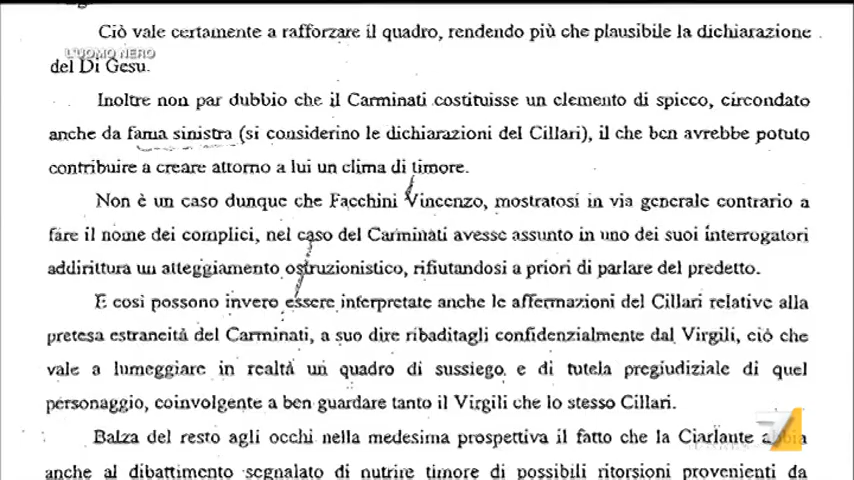 Ciò vale certamente a rafforzare il quadro, rendendo più che plausibile la dichiarazione
L'UOMO NERO
del Di Gesu.
Inoltre non par dubbio che il Carminati costituisse un elemento di spicco, circondato
anche da fama sinistra (si considerino le dichiarazioni del Cillari), il che ben avrebbe potuto
contribuire a creare attorno a lui un clima di timore.
Non è un caso dunque che Facchini Vincenzo, mostratosi in via generale contrario a
fare il nome dei complici, nel caso del Carminati avesse assunto in uno dei suoi interrogatori
addirittura un atteggiamento ostruzionistico, rifiutandosi a priori di parlare del predetto.
E così possono invero essere interpretate anche le affermazioni del Cillari relative alla
pretesa estraneità del Carminati, a suo dire ribaditagli confidenzialmente dal Virgili, ciò che
vale a lumeggiare in realtà un quadro di sussiego e di tutela pregiudiziale di quel
personaggio, coinvolgente a ben guardare tanto il Virgili che lo stesso Cillari.
Balza del resto agli occhi nella medesima prospettiva il fatto che la Ciarlante abbia
anche al dibattimento segnalato di nutrire timore di possibili ritorsioni provenienti da
7